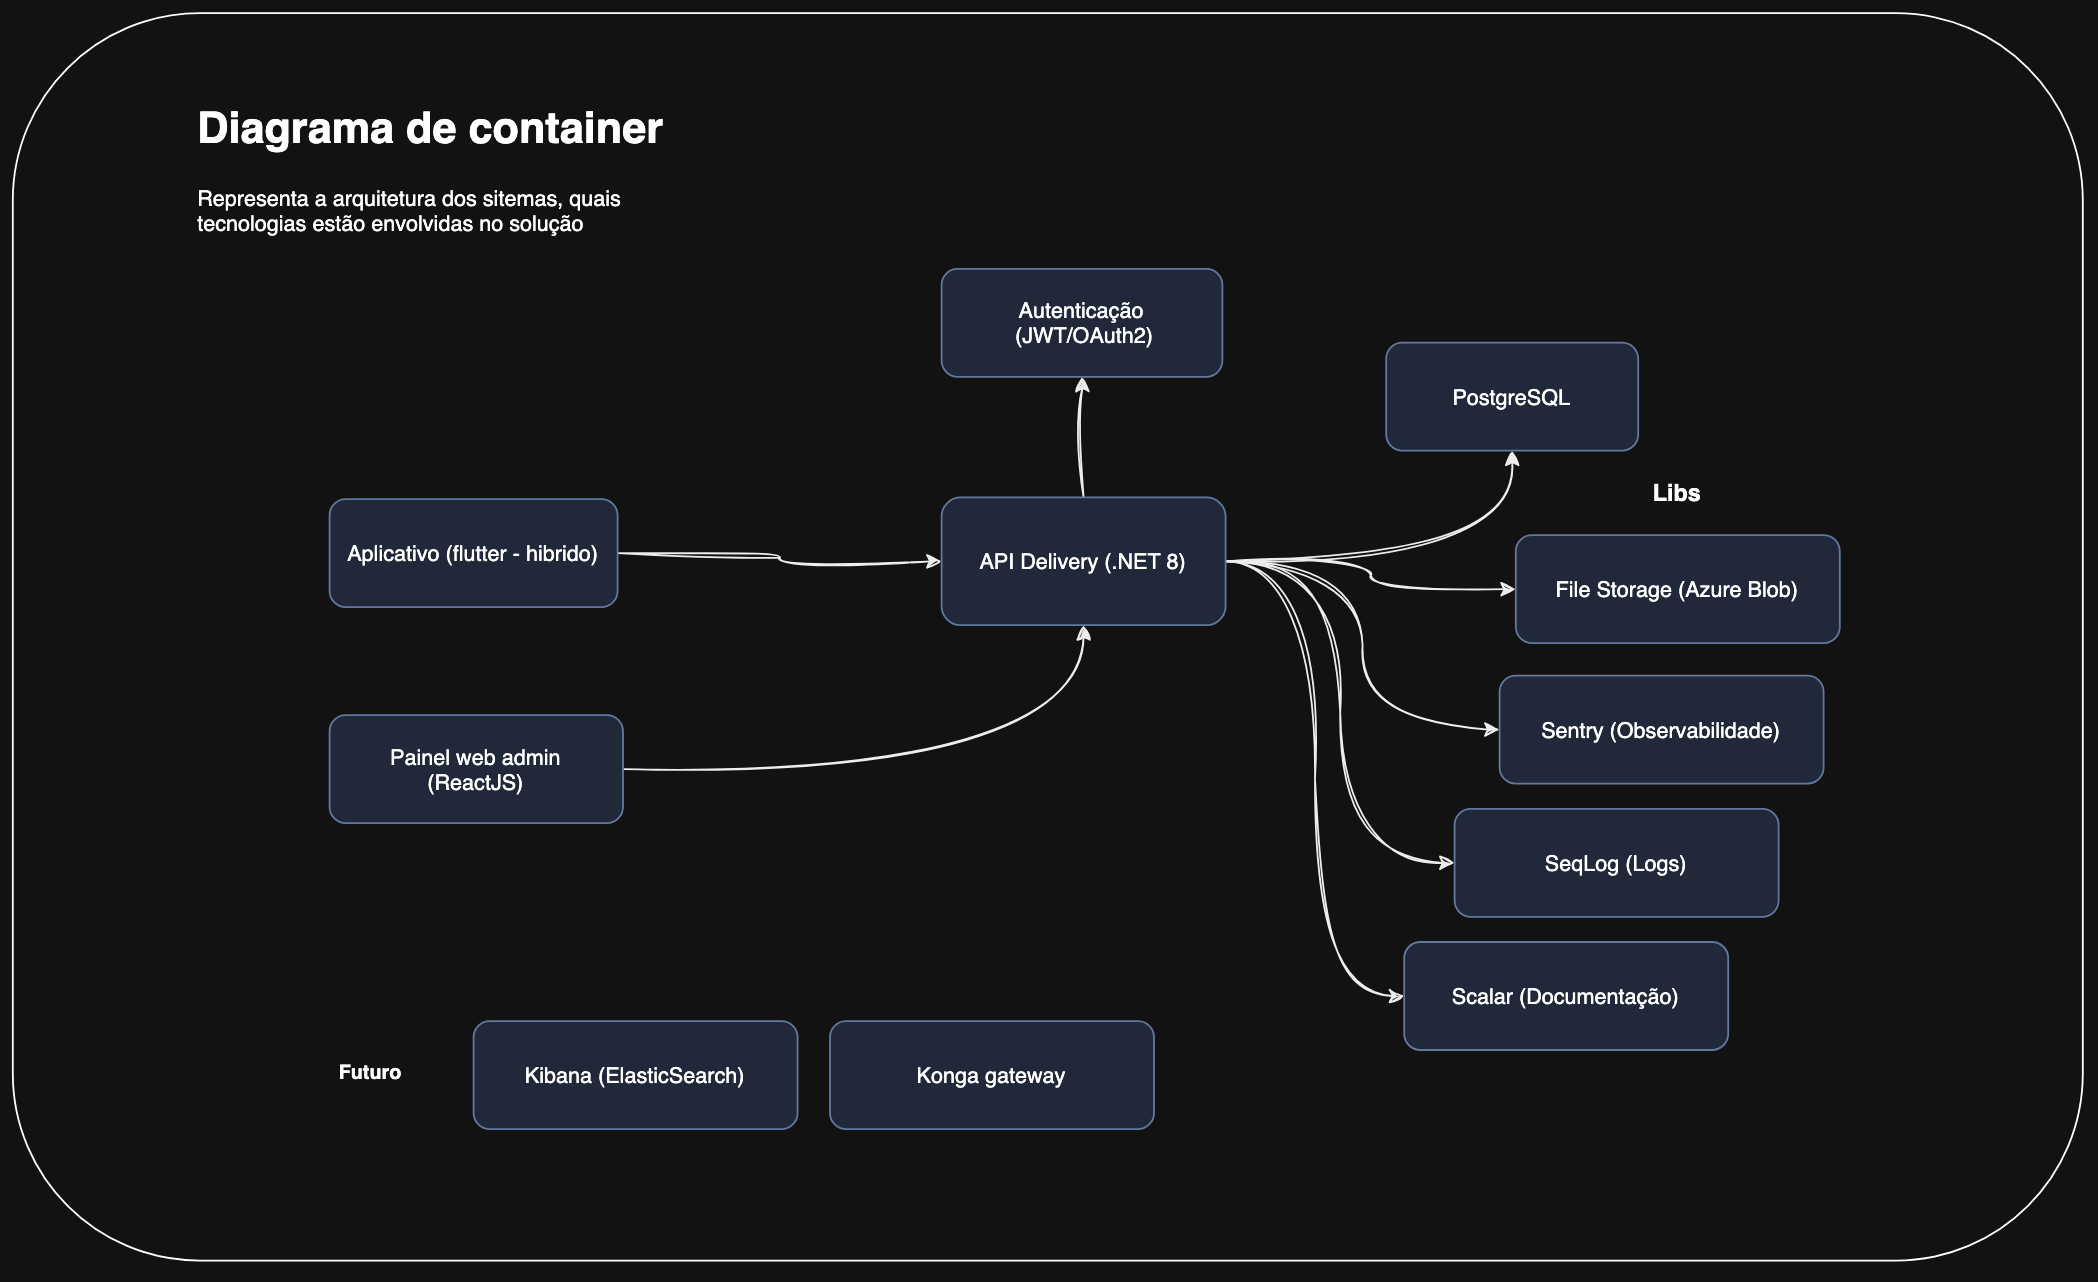 Diagrama de container
Representa a arquitetura dos sitemas, quais
tecnologias estão envolvidas no solução
Autenticação
(JWT/OAuth2)
PostgreSQL
Libs
Aplicativo (flutter - hibrido)
API Delivery (.NET 8)
File Storage (Azure Blob)
Sentry (Observabilidade)
Painel web admin
(ReactJS)
SeqLog (Logs)
Scalar (Documentação)
Futuro
Kibana (ElasticSearch)
Konga gateway